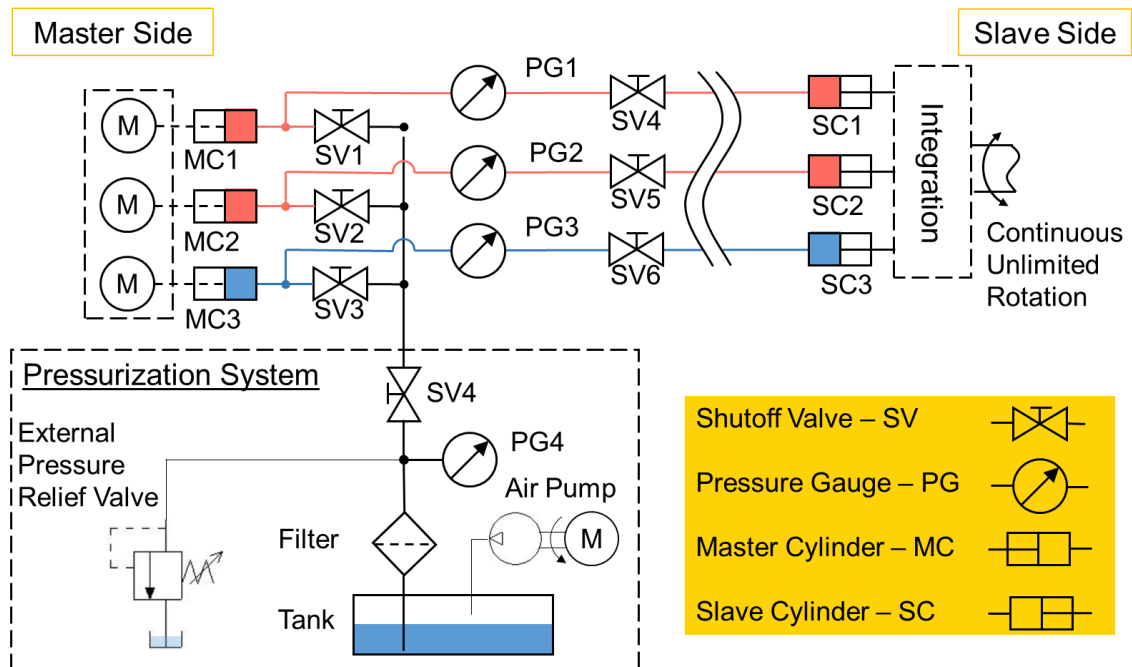 Master Side
Slave Side
PG1
M
MC1
SV1
SV4
SC1
PG2
M
MC2
SV2
SV5
SC2
PG3
M
MC3
SV3
SV6
SC3
Integration
Continuous
Unlimited
Rotation
Pressurization System
SV4
External
Pressure
Relief Valve
PG4
Air Pump
M
Filter
Tank
Shutoff Valve – SV
Pressure Gauge – PG
Master Cylinder – MC
Slave Cylinder – SC